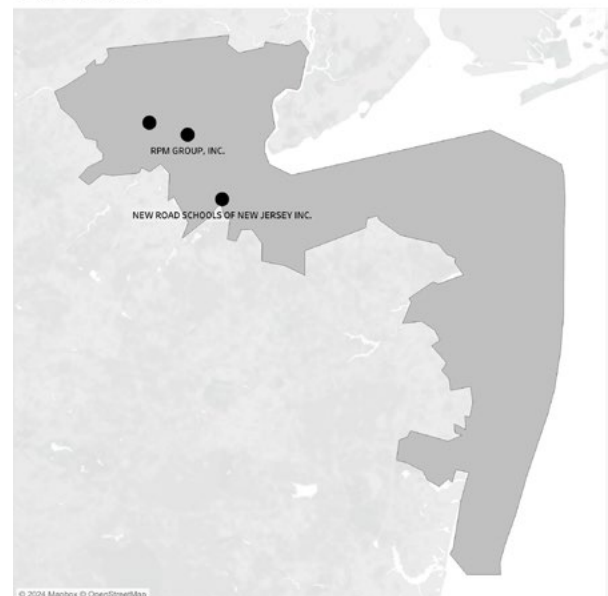 RPM GROUP, INC.
NEW ROAD SCHOOLS OF NEW JERSEY INC.
© 2024 Mapbox © OpenStreetMap